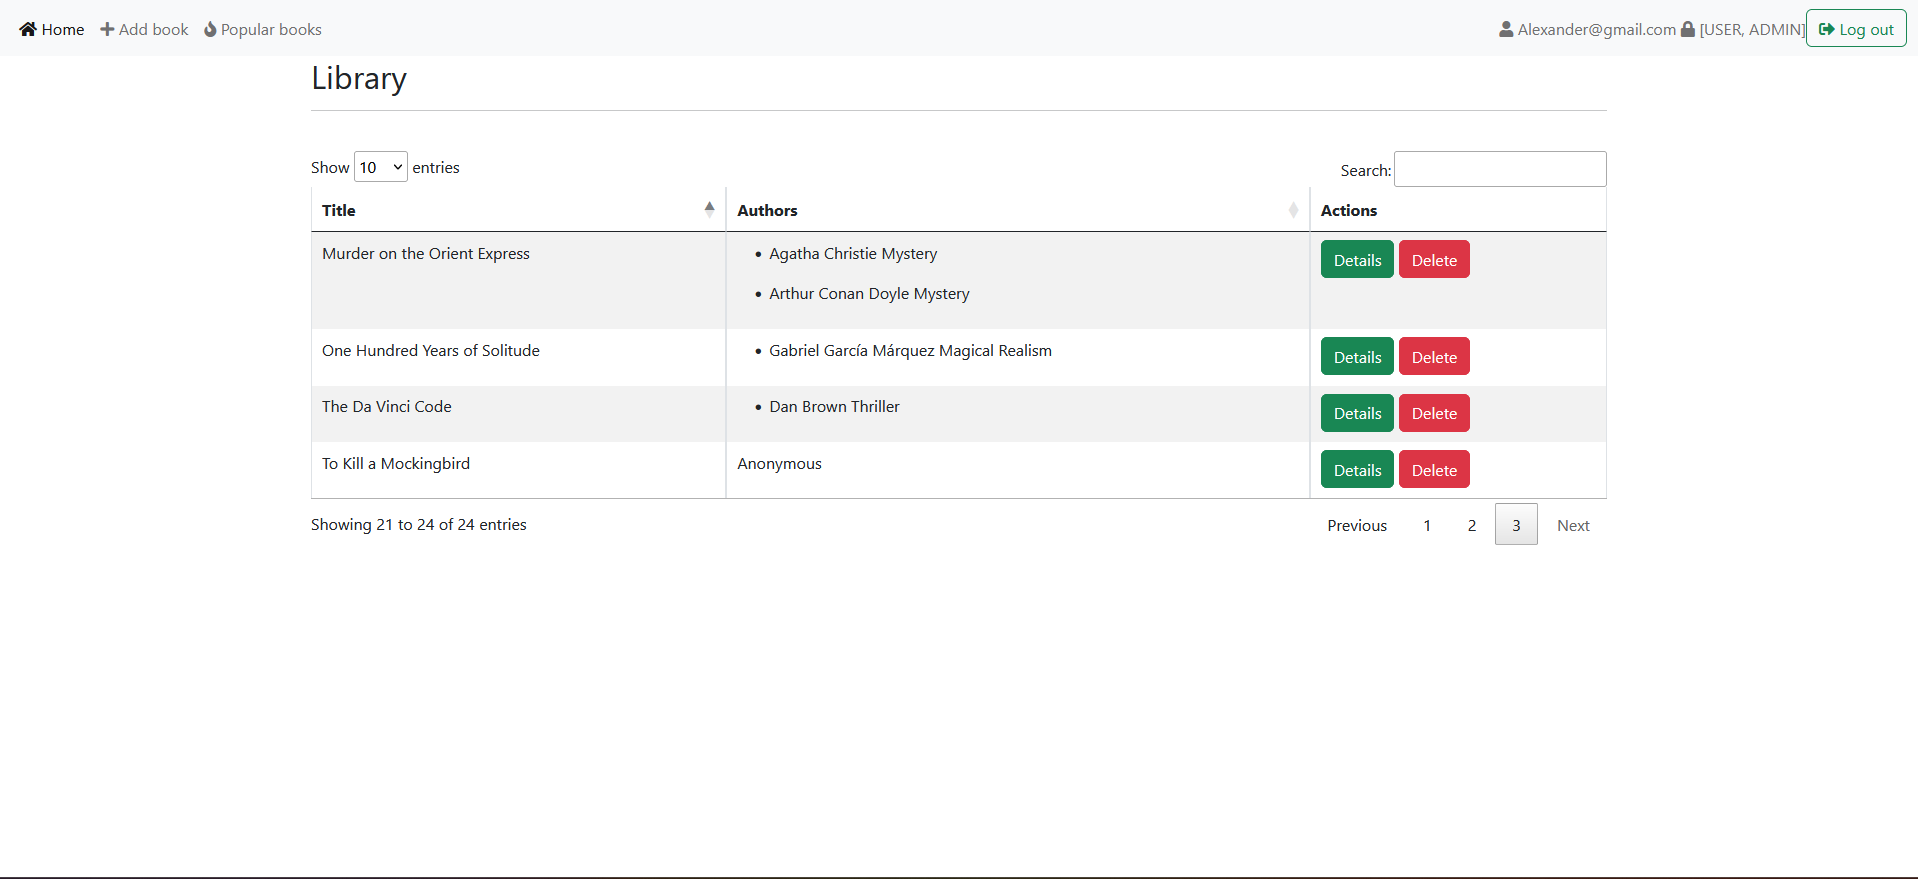 Home Add book Popular books Alexander@gmail.com [USER, ADMIN] Log out
Library
Show 10 entries Search:
Title Authors Actions
Murder on the Orient Express • Agatha Christie Mystery Details Delete
• Arthur Conan Doyle Mystery
One Hundred Years of Solitude • Gabriel García Márquez Magical Realism Details Delete
The Da Vinci Code • Dan Brown Thriller Details Delete
To Kill a Mockingbird Anonymous Details Delete
Showing 21 to 24 of 24 entries Previous 1 2 3 Next